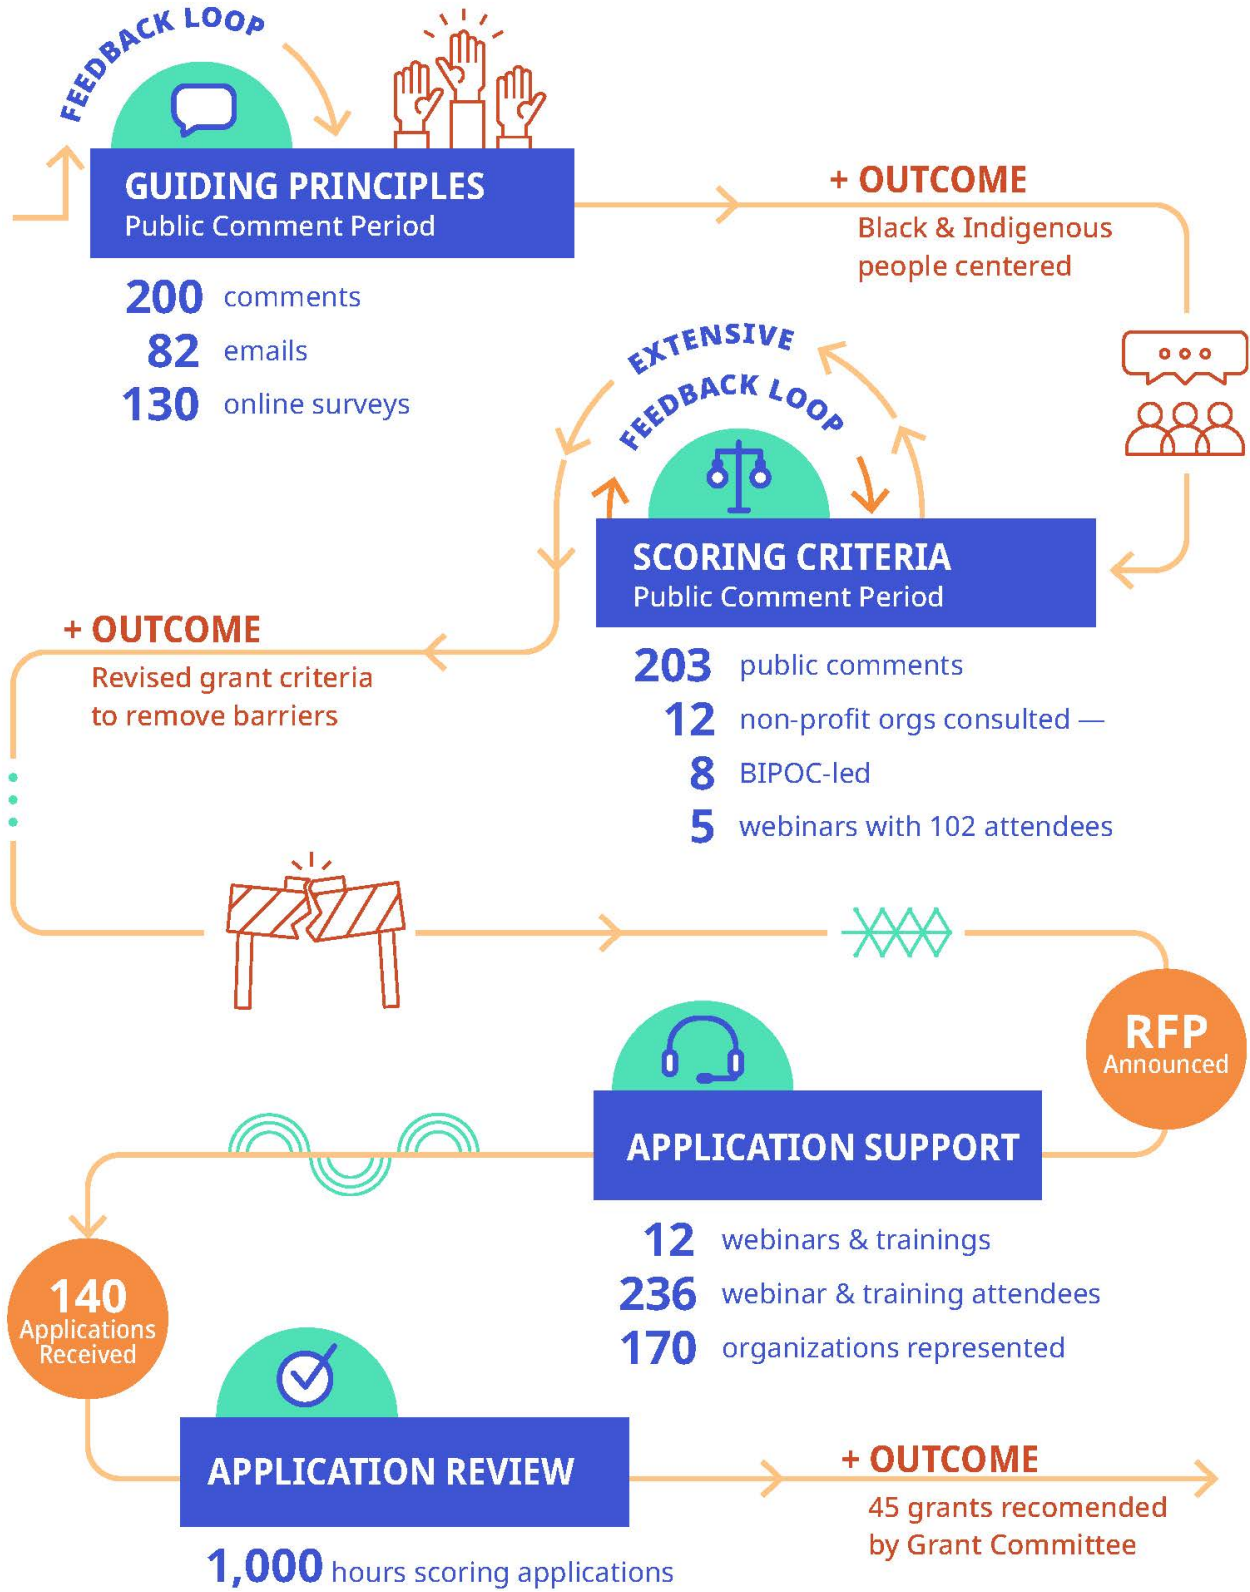 FEEDBACK LOOP
GUIDING PRINCIPLES
Public Comment Period
200 comments
82 emails
130 online surveys
+ OUTCOME
Black & Indigenous
people centered
EXTENSIVE
FEEDBACK LOOP
SCORING CRITERIA
Public Comment Period
203 public comments
12 non-profit orgs consulted —
8 BIPOC-led
5 webinars with 102 attendees
+ OUTCOME
Revised grant criteria
to remove barriers
RFP
Announced
APPLICATION SUPPORT
12 webinars & trainings
236 webinar & training attendees
170 organizations represented
140
Applications
Received
APPLICATION REVIEW
1,000 hours scoring applications
+ OUTCOME
45 grants recomended
by Grant Committee